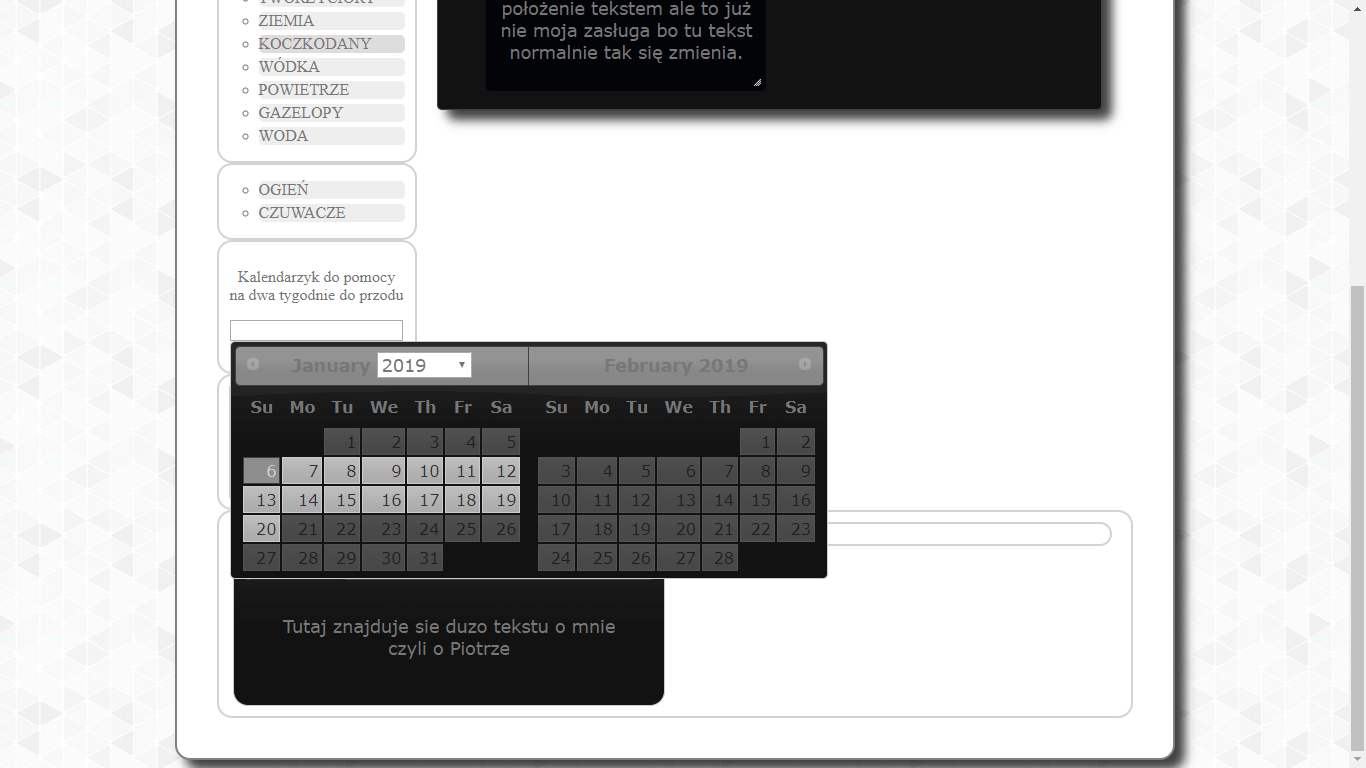 ZIEMIA
KOCZKODANY
WÓDKA
POWIETRZE
GAZELOPY
WODA
OGIEŃ
CZUWACZE
Kalendarzyk do pomocy
na dwa tygodnie do przodu
położenie tekstem ale to już
nie moja zasługa bo tu tekst
normalnie tak się zmienia.
January 2019
Su Mo Tu We Th Fr Sa
1 2 3 4 5
6 7 8 9 10 11 12
13 14 15 16 17 18 19
20 21 22 23 24 25 26
27 28 29 30 31
February 2019
Su Mo Tu We Th Fr Sa
1 2
3 4 5 6 7 8 9
10 11 12 13 14 15 16
17 18 19 20 21 22 23
24 25 26 27 28
Tutaj znajduje sie duzo tekstu o mnie
czyli o Piotrze